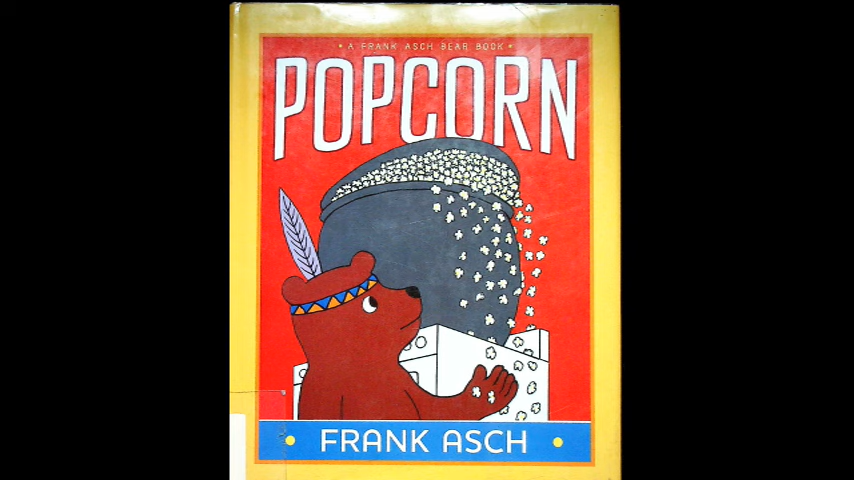 • A FRANK ASCH BEAR BOOK •
POPCORN
• FRANK ASCH •